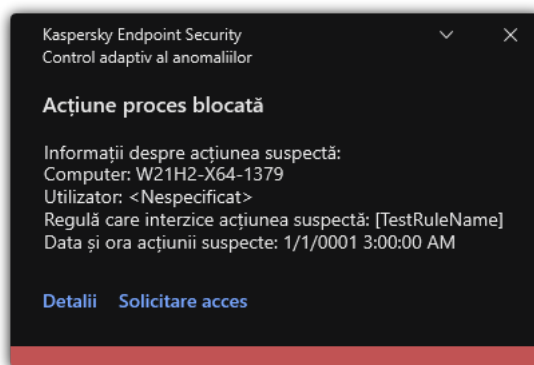 Kaspersky Endpoint Security
Control adaptiv al anomaliilor
Acțiune proces blocată
Informații despre acțiunea suspectă:
Computer: W21H2-X64-1379
Utilizator: <Nespecificat>
Regulă care interzice acțiunea suspectă: [TestRuleName]
Data și ora acțiunii suspecte: 1/1/0001 3:00:00 AM
Detalii Solicitare acces